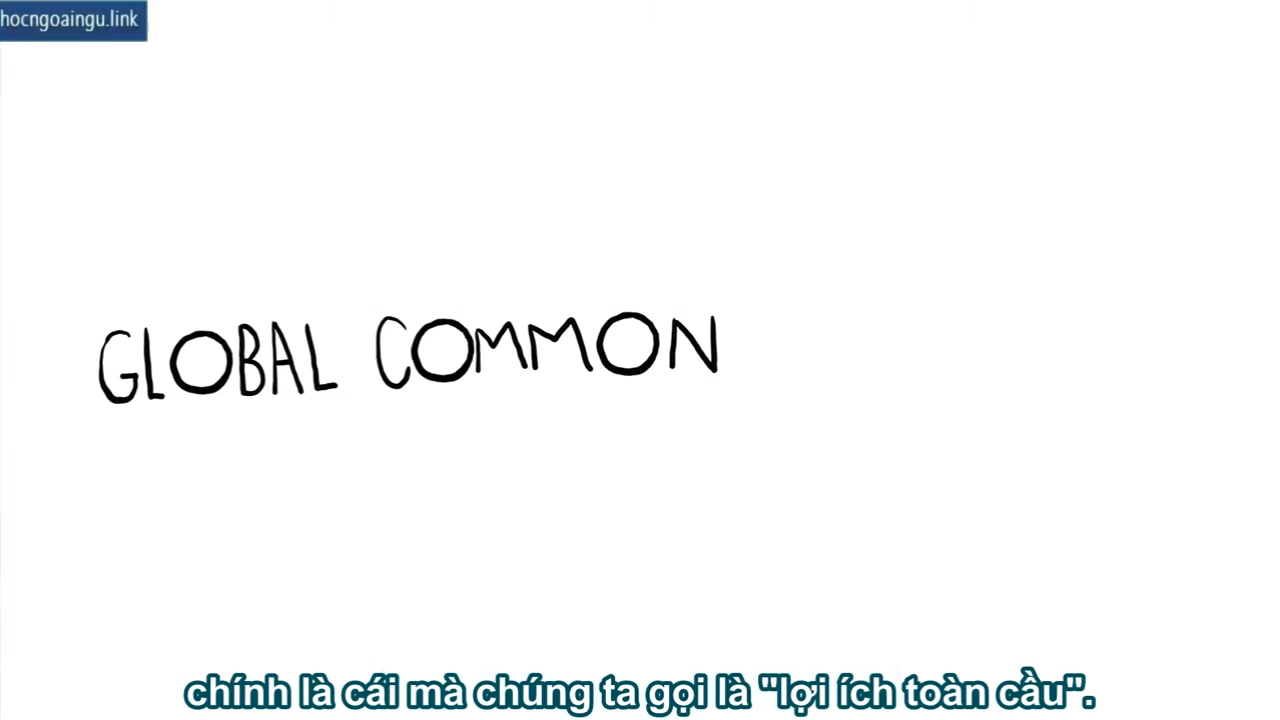 hocngoaingu.link
GLOBAL COMMON
chính là cái mà chúng ta gọi là "lợi ích toàn cầu".